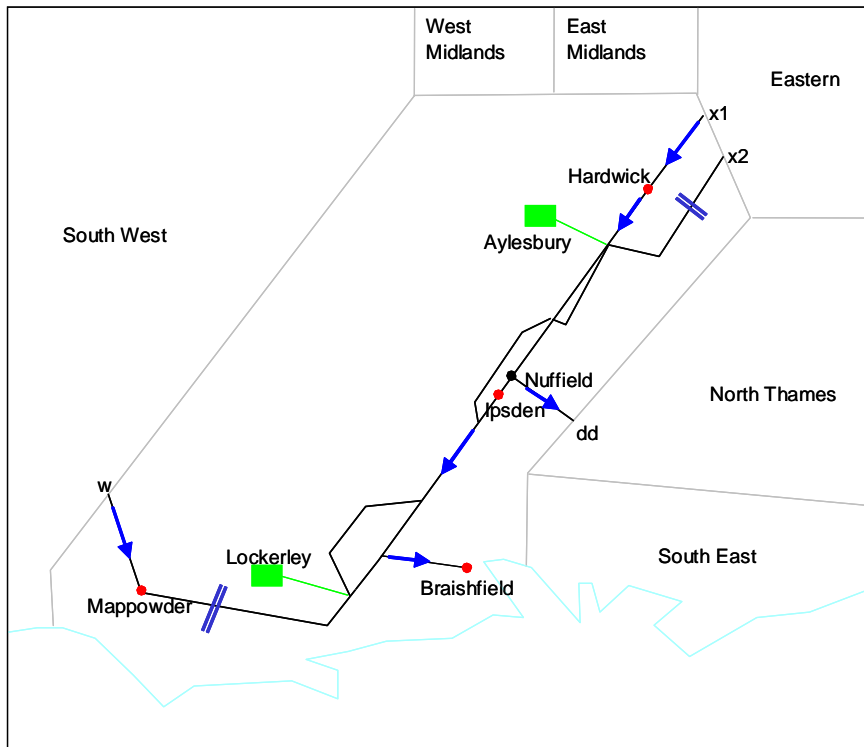 West
Midlands
East
Midlands
Eastern
x1
x2
Hardwick
South West
Aylesbury
Nuffield
Ipsden
North Thames
dd
w
Lockerley
South East
Braishfield
Mappowder